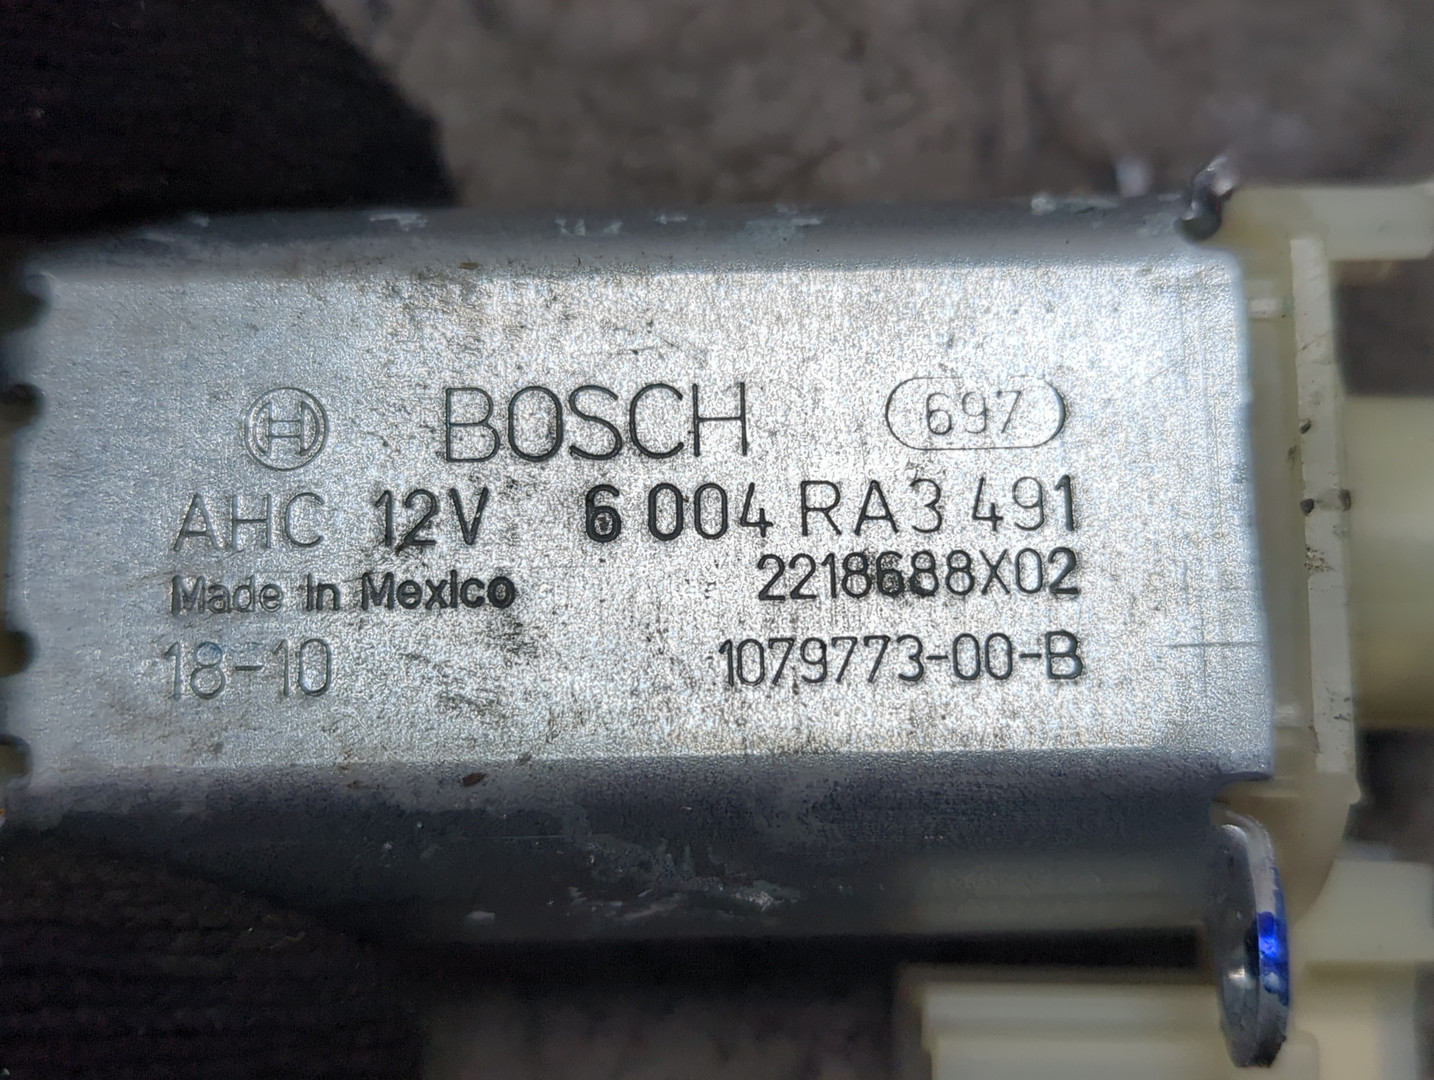 BOSCH 697
AHC 12V 6 004 RA3 491
2218688X02
Made in Mexico
18-10 1079773-00-B